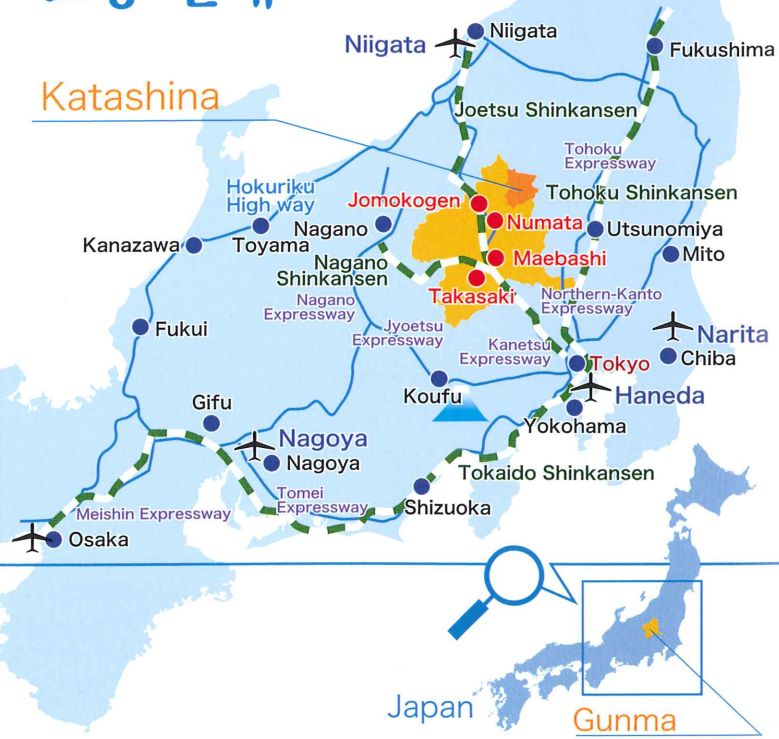 Niigata
Niigata
Fukushima
Katashina
Joetsu Shinkansen
Tohoku
Expressway
Hokuriku
High way
Jomokogen
Tohoku Shinkansen
Kanazawa
Toyama
Nagano
Numata
Utsunomiya
Nagano
Shinkansen
Maebashi
Mito
Nagano
Expressway
Takasaki
Northern-Kanto
Expressway
Fukui
Jyoetsu
Expressway
Kanetsu
Expressway
Narita
Tokyo
Chiba
Koufu
Haneda
Gifu
Yokohama
Nagoya
Nagoya
Tokaido Shinkansen
Meishin Expressway
Tomei
Expressway
Shizuoka
Osaka
Japan
Gunma